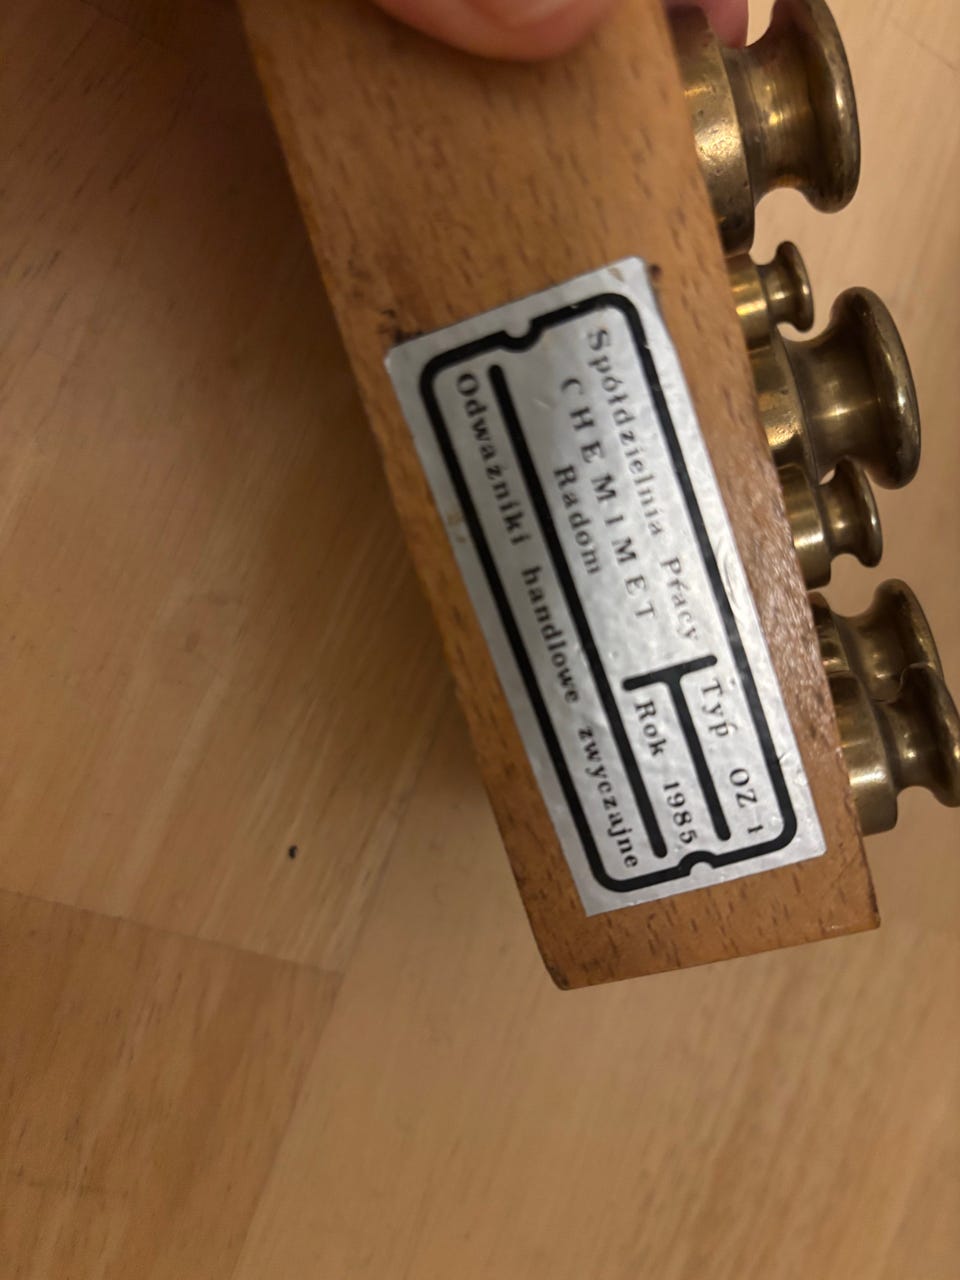 Spółdzielnia Pracy
CHEMIMET
Radom
Typ OZ 1
Rok 1985
Odważniki handlowe zwyczajne